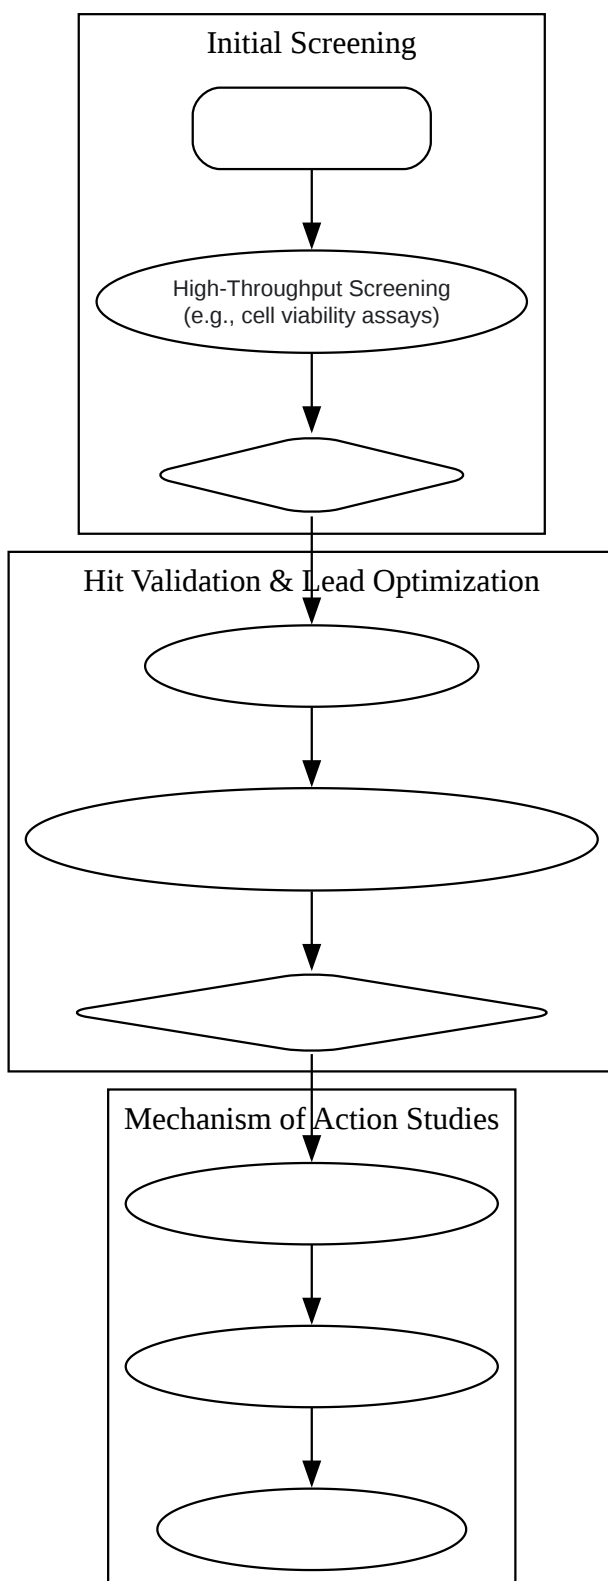 Initial Screening
High-Throughput Screening
(e.g., cell viability assays)
Hit Validation & Lead Optimization
Mechanism of Action Studies